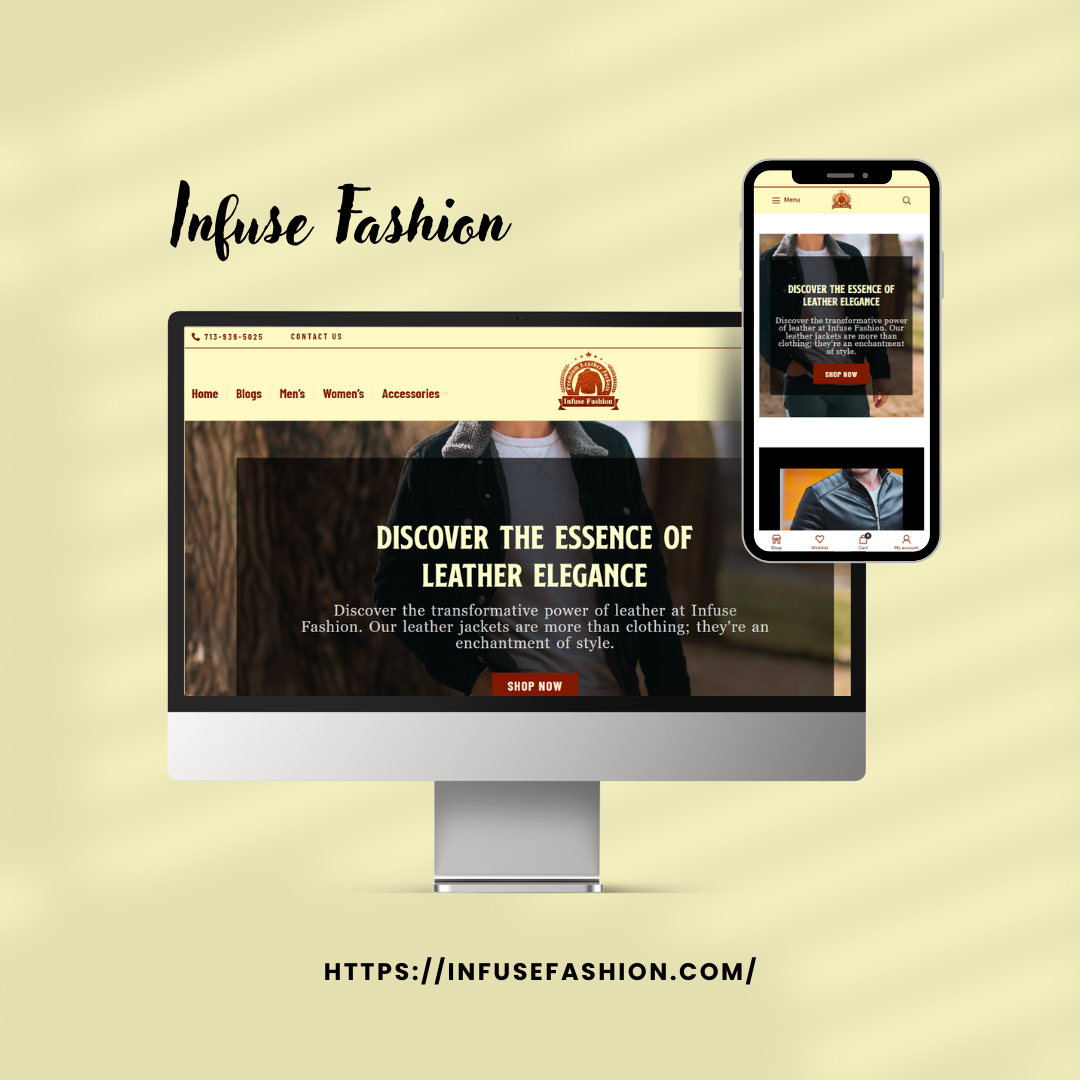 Infuse Fashion
713-936-5025 CONTACT US
Home Blogs Men's Women's Accessories
Premium Leather Jackets
Infuse Fashion
DISCOVER THE ESSENCE OF
LEATHER ELEGANCE
Discover the transformative power of leather at Infuse
Fashion. Our leather jackets are more than clothing; they're an
enchantment of style.
SHOP NOW
Menu
DISCOVER THE ESSENCE OF
LEATHER ELEGANCE
Discover the transformative power
of leather at Infuse Fashion. Our
leather jackets are more than
clothing; they're an enchantment
of style.
SHOP NOW
Shop Wishlist Cart My account
HTTPS://INFUSEFASHION.COM/